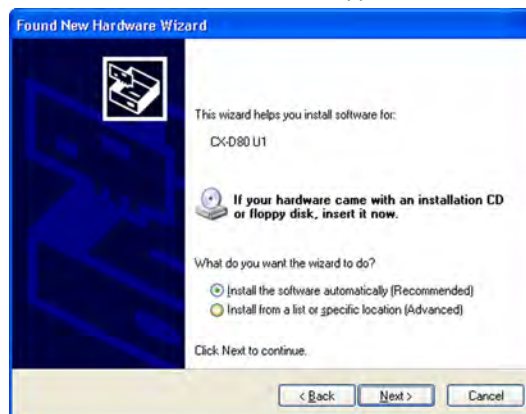 Found New Hardware Wizard
This wizard helps you install software for:
CX-D80 U1
If your hardware came with an installation CD
or floppy disk, insert it now.
What do you want the wizard to do?
Install the software automatically (Recommended)
Install from a list or specific location (Advanced)
Click Next to continue.
< Back Next > Cancel